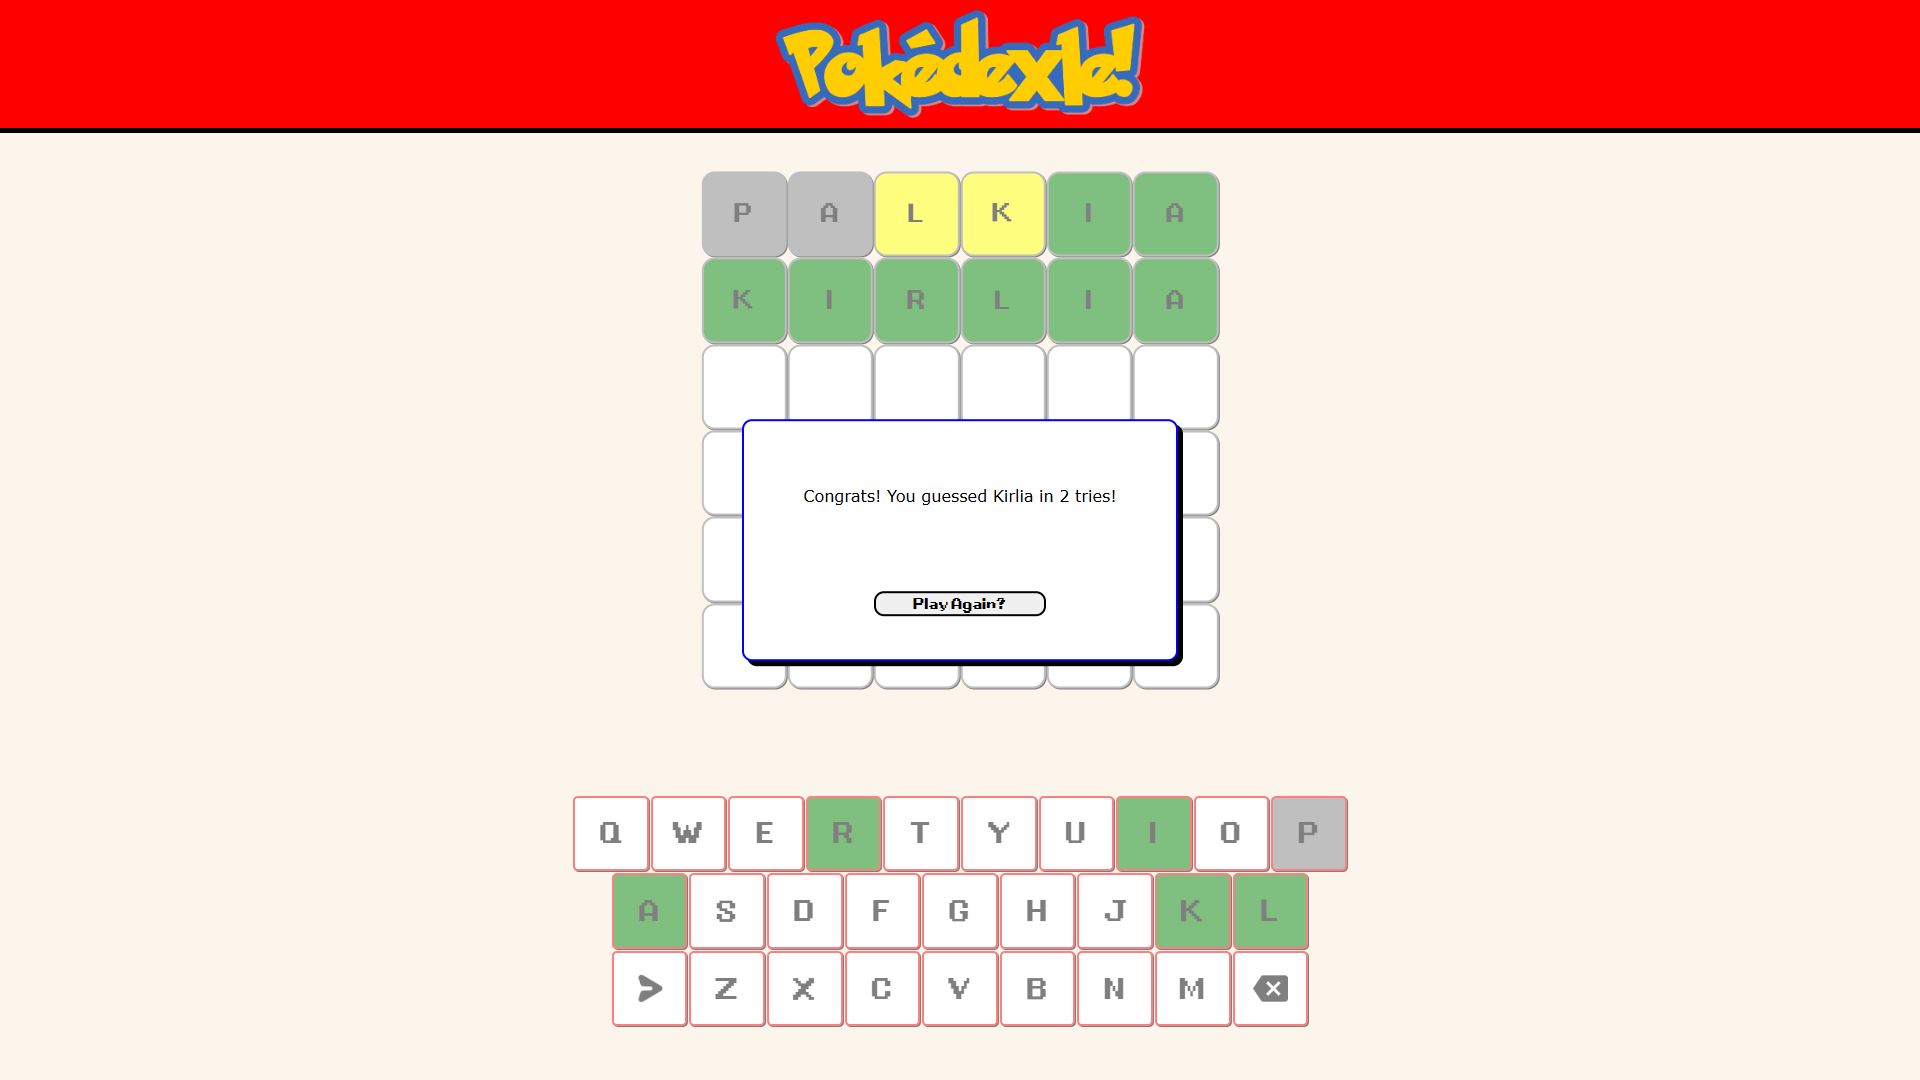 Pokédexle!
P A L K I A
K I R L I A
Congrats! You guessed Kirlia in 2 tries!
Play Again?
Q W E R T Y U I O P
A S D F G H J K L
Z X C V B N M